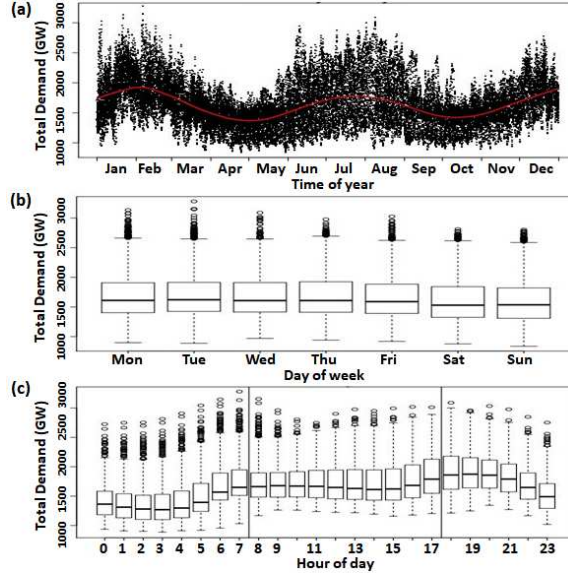 (a)
Total Demand (GW)
3000
2500
2000
1500
1000
Jan Feb Mar Apr May Jun Jul Aug Sep Oct Nov Dec
Time of year
(b)
Total Demand (GW)
3000
2500
2000
1500
1000
Mon Tue Wed Thu Fri Sat Sun
Day of week
(c)
Total Demand (GW)
3000
2500
2000
1500
1000
0 1 2 3 4 5 6 7 8 9 11 13 15 17 19 21 23
Hour of day